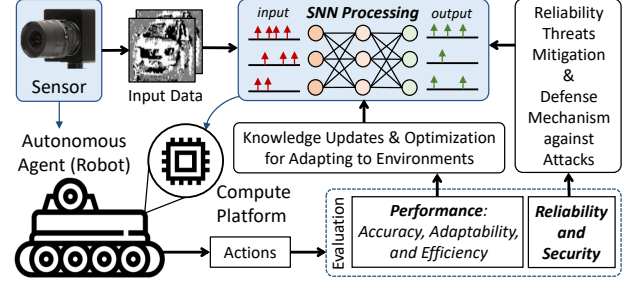 Sensor
Input Data
input
SNN Processing
output
Reliability
Threats
Mitigation
&
Defense
Mechanism
against
Attacks
Knowledge Updates & Optimization
for Adapting to Environments
Autonomous
Agent (Robot)
Compute
Platform
Actions
Evaluation
Performance:
Accuracy, Adaptability,
and Efficiency
Reliability
and
Security